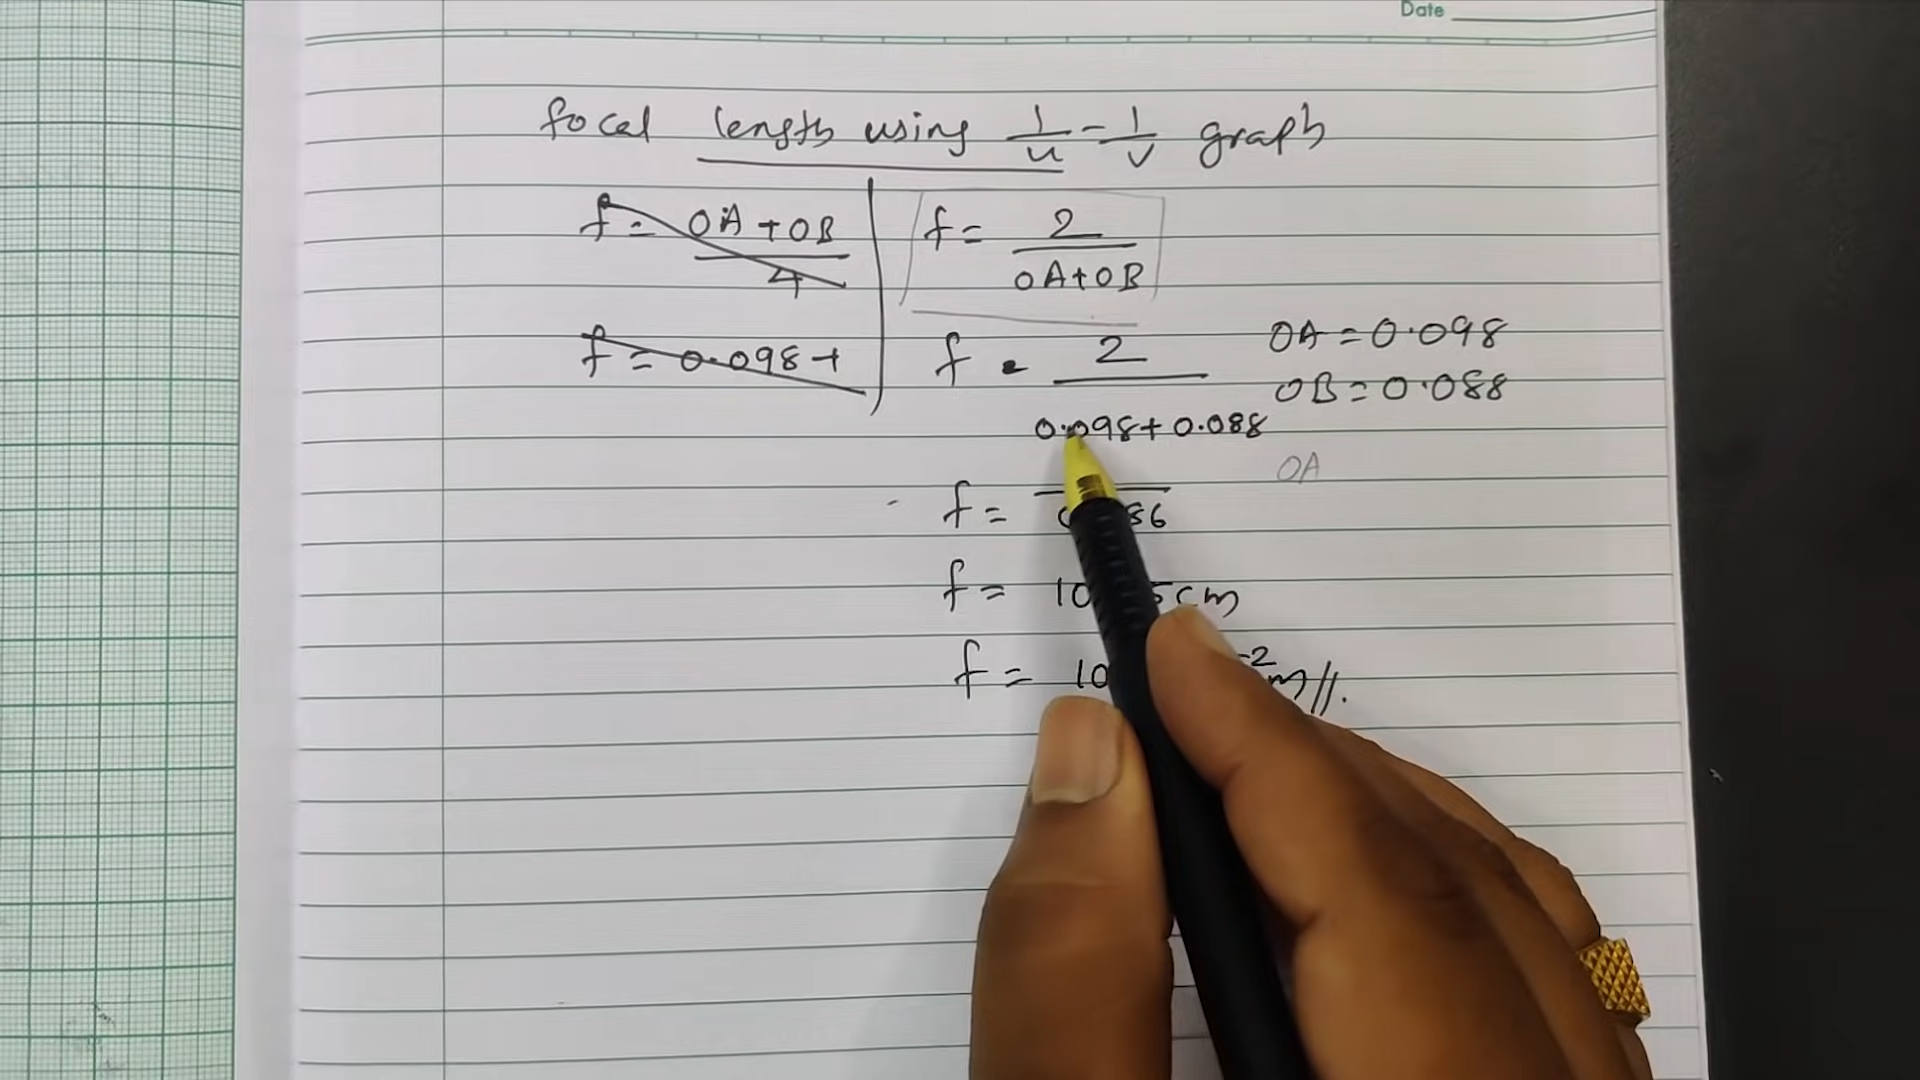 Date
focal length using 1/u - 1/v graph
f = OA + OB / 4
f = 2 / OA + OB
f = 0.098 +
f = 2 / 0.098 + 0.088
OA = 0.098
OB = 0.088
OA
f =
f = cm
f = m//.